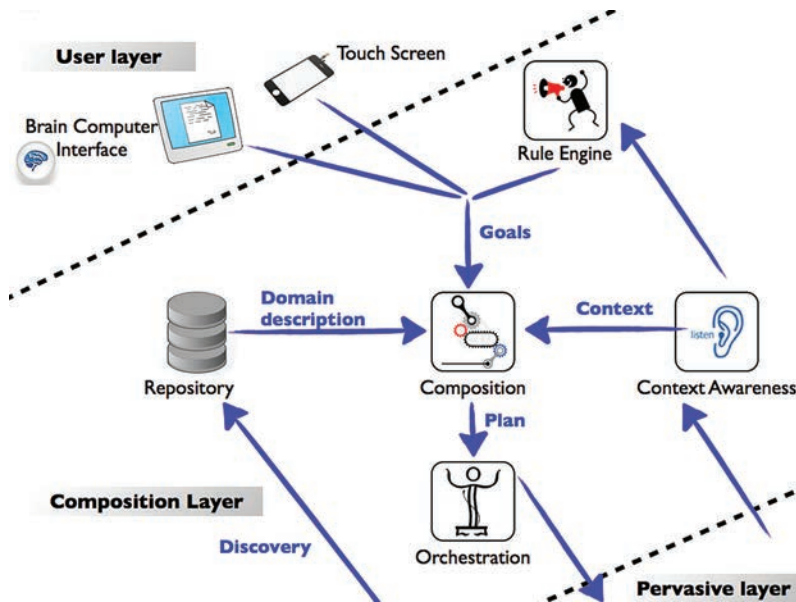 User layer
Touch Screen
Brain Computer
Interface
Rule Engine
Goals
Domain
description
Context
listen
Repository
Composition
Context Awareness
Plan
Composition Layer
Discovery
Orchestration
Pervasive layer